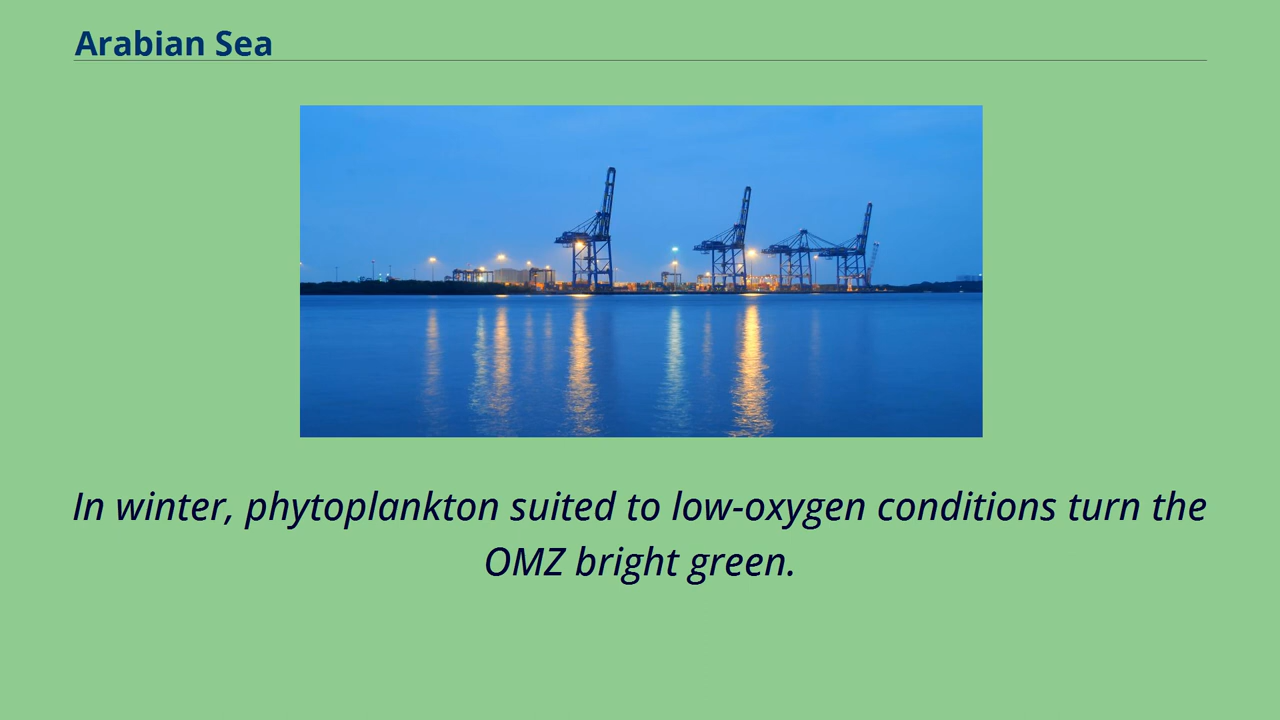 Arabian Sea
In winter, phytoplankton suited to low-oxygen conditions turn the
OMZ bright green.